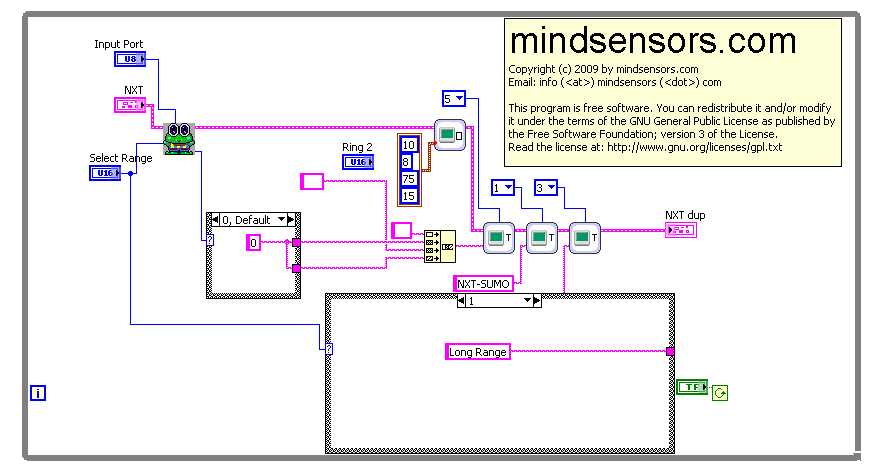 mindsensors.com
Copyright (c) 2009 by mindsensors.com
Email: info (<at>) mindsensors (<dot>) com
This program is free software. You can redistribute it and/or modify
it under the terms of the GNU General Public License as published by
the Free Software Foundation; version 3 of the License.
Read the license at: http://www.gnu.org/licenses/gpl.txt
Input Port
U8
NXT
5
Select Range
U16
Ring 2
U16
10
8
75
15
1
3
NXT dup
0, Default
0
?
T
T
T
NXT-SUMO
1
?
Long Range
i
TF